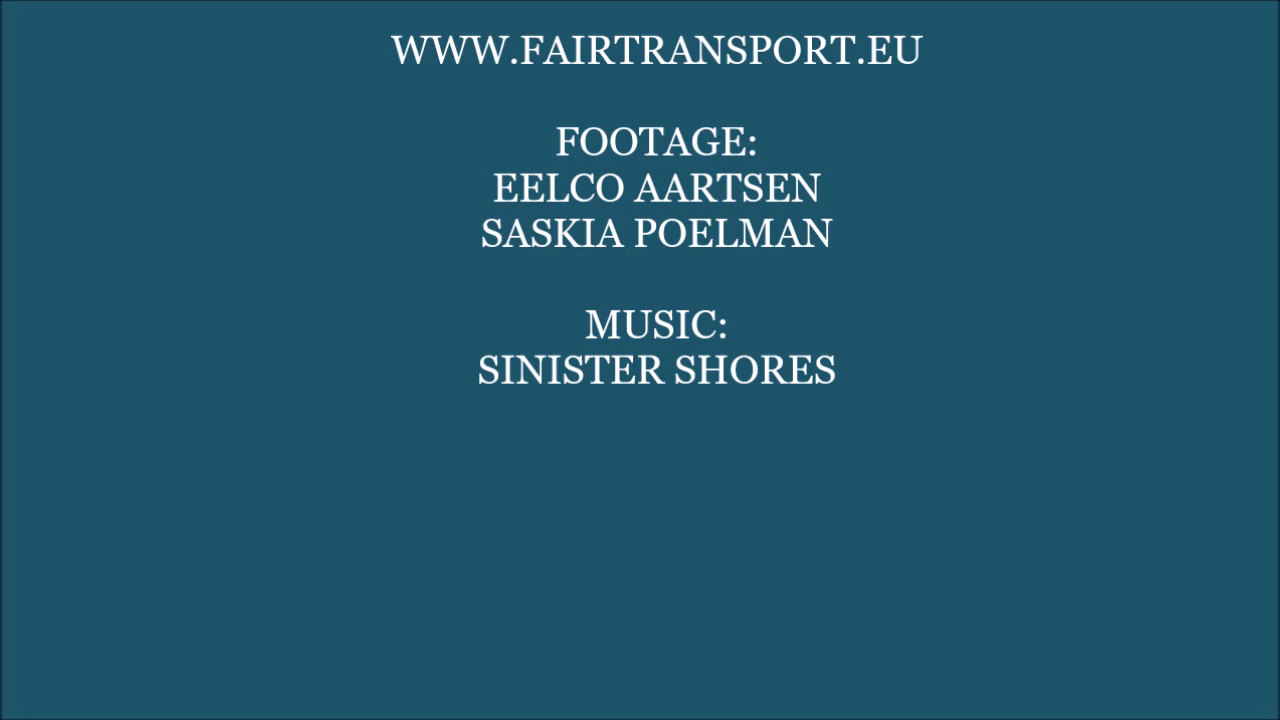 WWW.FAIRTRANSPORT.EU
FOOTAGE:
EELCO AARTSEN
SASKIA POELMAN
MUSIC:
SINISTER SHORES